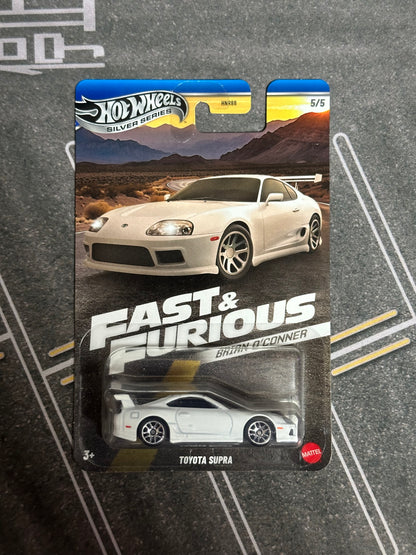 HOT WHEELS
SILVER SERIES
HNR88
5/5
FAST &
FURIOUS
BRIAN O'CONNER
3+
TOYOTA SUPRA
MATTEL